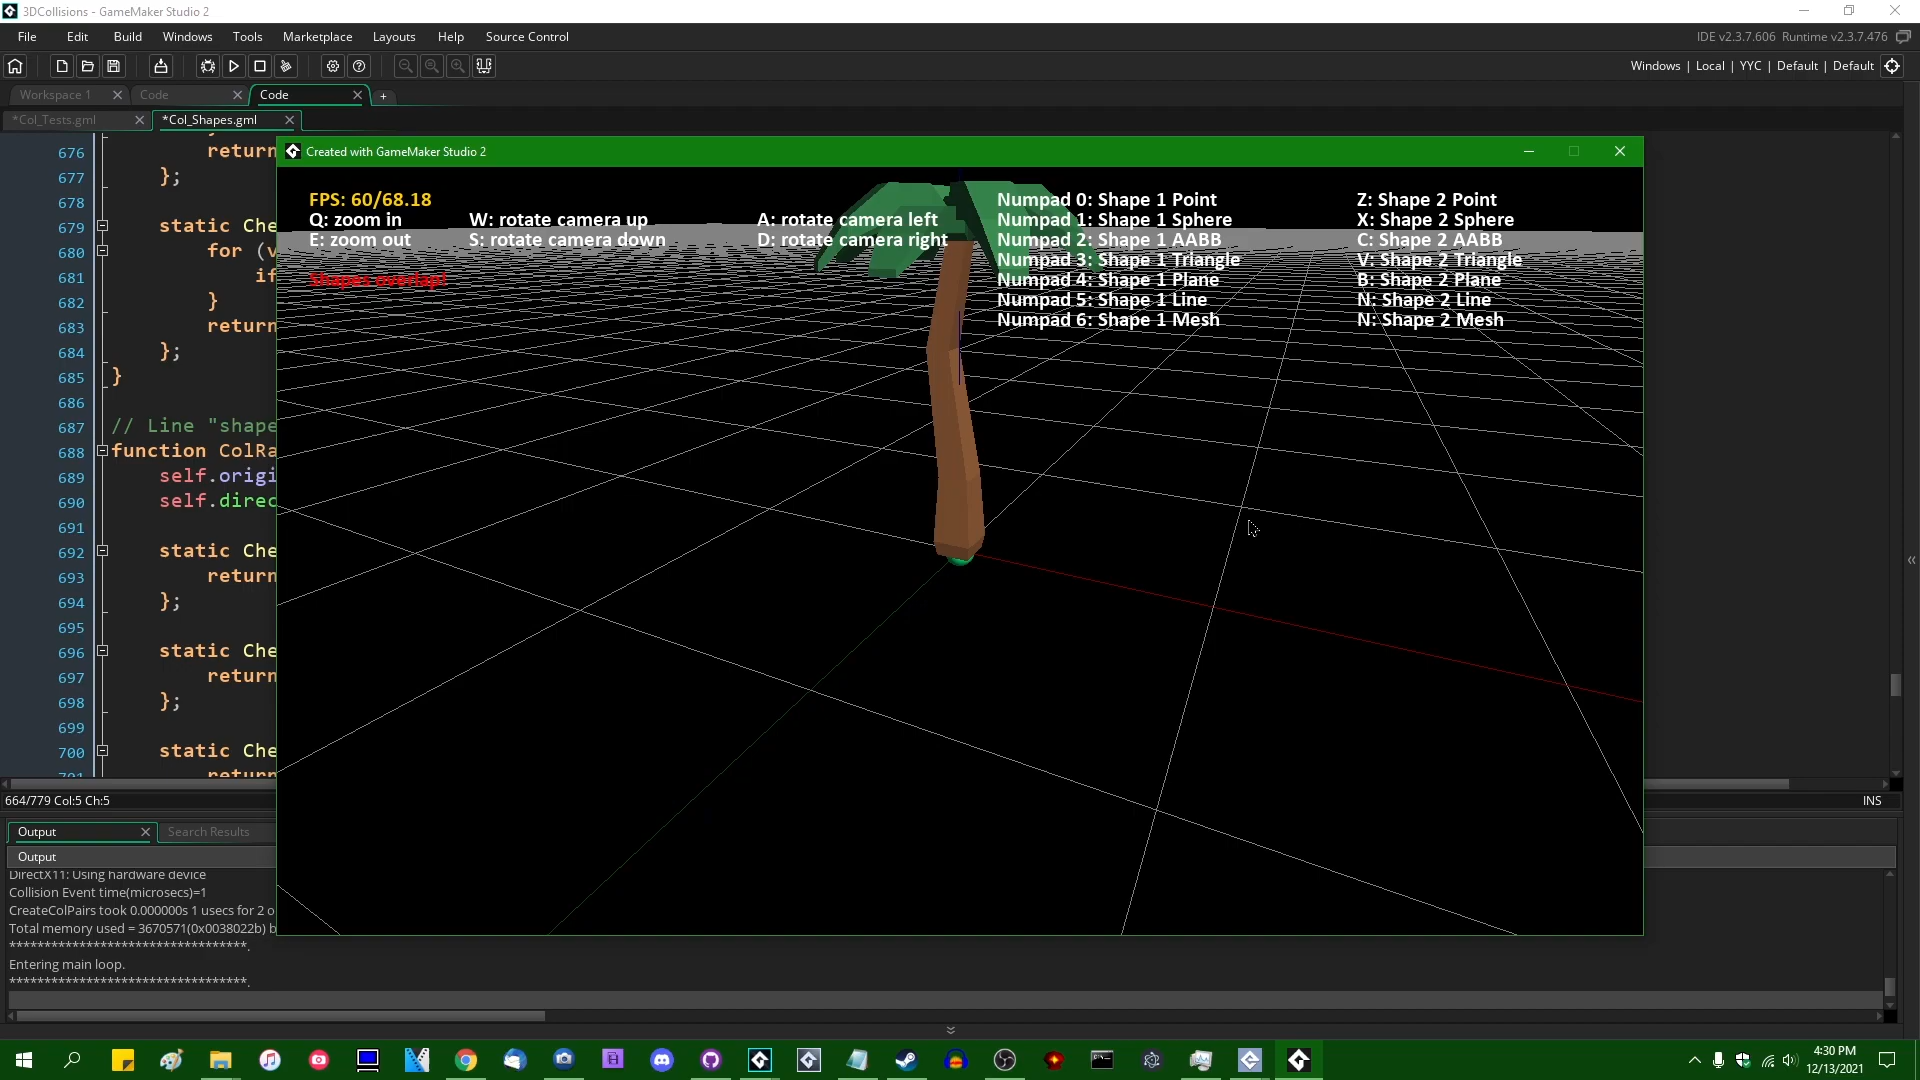 3DCollisions - GameMaker Studio 2
File Edit Build Windows Tools Marketplace Layouts Help Source Control
IDE v2.3.7.606 Runtime v2.3.7.476
Windows | Local | YYC | Default | Default
Workspace 1 Code Code
*Col_Tests.gml *Col_Shapes.gml
676 return
677 };
678
679 static Che
680 for (v
681 if
682 }
683 return
684 };
685 }
686
687 // Line "shape
688 function ColRa
689 self.origi
690 self.direc
691
692 static Che
693 return
694 };
695
696 static Che
697 return
698 };
699
700 static Che
701 return
Created with GameMaker Studio 2
FPS: 60/68.18
Q: zoom in W: rotate camera up A: rotate camera left
E: zoom out S: rotate camera down D: rotate camera right
Shapes overlap!
Numpad 0: Shape 1 Point
Numpad 1: Shape 1 Sphere
Numpad 2: Shape 1 AABB
Numpad 3: Shape 1 Triangle
Numpad 4: Shape 1 Plane
Numpad 5: Shape 1 Line
Numpad 6: Shape 1 Mesh
Z: Shape 2 Point
X: Shape 2 Sphere
C: Shape 2 AABB
V: Shape 2 Triangle
B: Shape 2 Plane
N: Shape 2 Line
N: Shape 2 Mesh
664/779 Col:5 Ch:5
INS
Output Search Results
Output
DirectX11: Using hardware device
Collision Event time(microsecs)=1
CreateColPairs took 0.000000s 1 usecs for 2 o
Total memory used = 3670571(0x0038022b) b
**********************************.
Entering main loop.
**********************************.
4:30 PM
12/13/2021